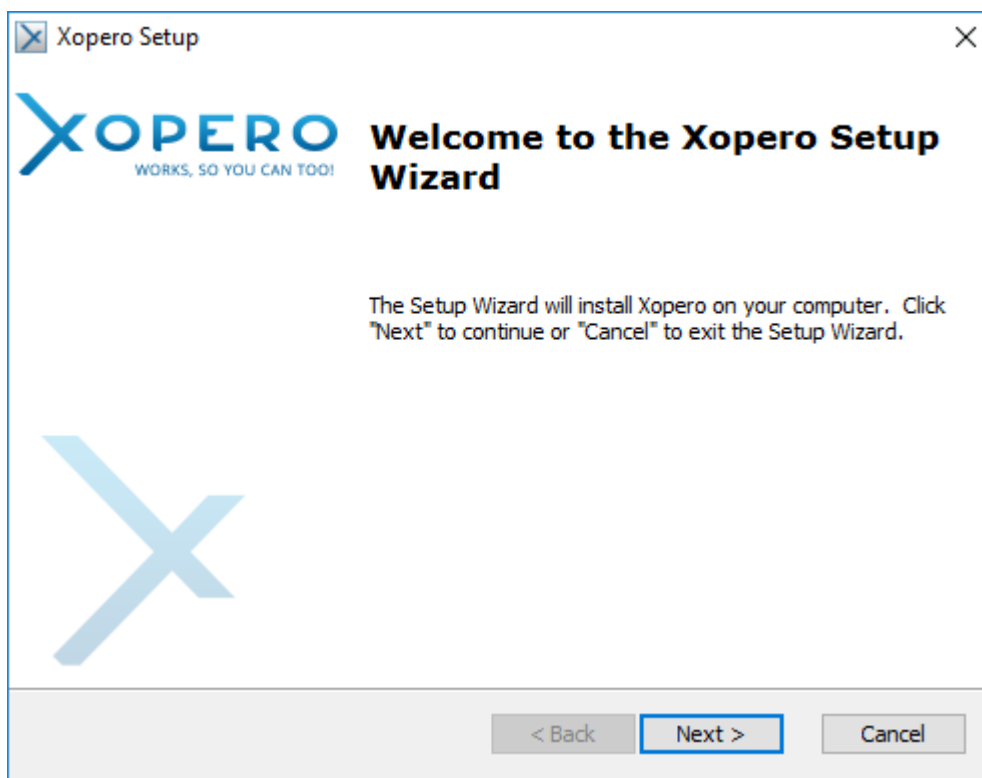 Xopero Setup
XOPERO
WORKS, SO YOU CAN TOO!
Welcome to the Xopero Setup
Wizard
The Setup Wizard will install Xopero on your computer.  Click
"Next" to continue or "Cancel" to exit the Setup Wizard.
< Back
Next >
Cancel